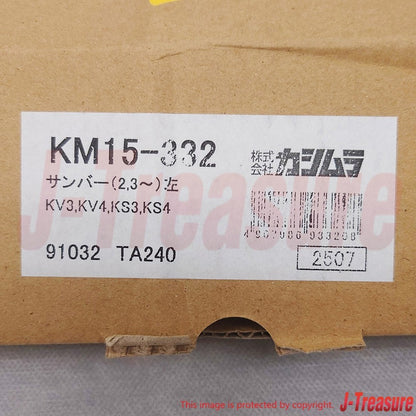 KM15-332
株式会社 カシムラ
サンバー(2,3~)左
KV3,KV4,KS3,KS4
91032 TA240
2507
J-Treasure
This image is protected by copyright.
J-Treasure